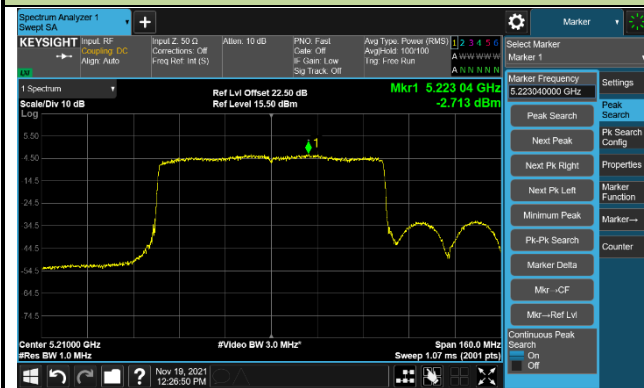 Spectrum Analyzer 1
Swept SA
+
Marker
KEYSIGHT
Input: RF
Coupling: DC
Align: Auto
Input Z: 50 Ω
Corrections: Off
Freq Ref: Int (S)
Atten: 10 dB
PNO: Fast
Gate: Off
IF Gain: Low
Sig Track: Off
Avg Type: Power (RMS)
Avg|Hold: 100/100
Trig: Free Run
1 2 3 4 5 6
A W W W W W
A N N N N N
Select Marker
Marker 1
1 Spectrum
Scale/Div 10 dB
Log
Ref Lvl Offset 22.50 dB
Ref Level 15.50 dBm
Mkr1 5.223 04 GHz
-2.713 dBm
Marker Frequency
5.223040000 GHz
Peak Search
Next Peak
Next Pk Right
Next Pk Left
Minimum Peak
Pk-Pk Search
Marker Delta
Mkr→CF
Mkr→Ref Lvl
Continuous Peak
Search
On
Off
Settings
Peak
Search
Pk Search
Config
Properties
Marker
Function
Marker→
Counter
1
5.50
-4.50
-14.5
-24.5
-34.5
-44.5
-54.5
-64.5
-74.5
Center 5.21000 GHz
#Res BW 1.0 MHz
#Video BW 3.0 MHz*
Span 160.0 MHz
Sweep 1.07 ms (2001 pts)
?
Nov 19, 2021
12:26:50 PM